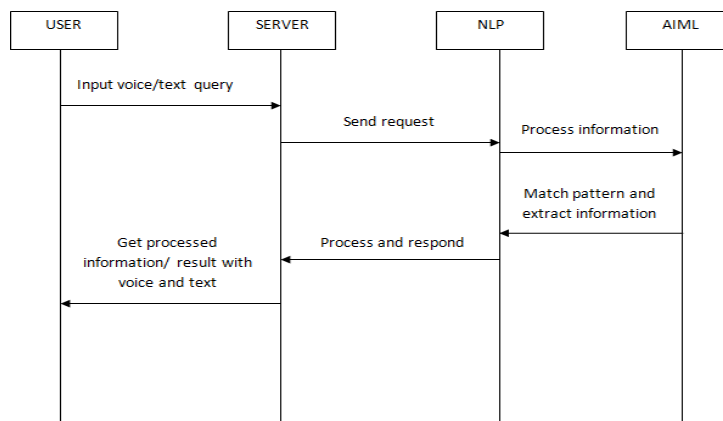 USER
SERVER
NLP
AIML
Input voice/text query
Send request
Process information
Match pattern and
extract information
Process and respond
Get processed
information/ result with
voice and text